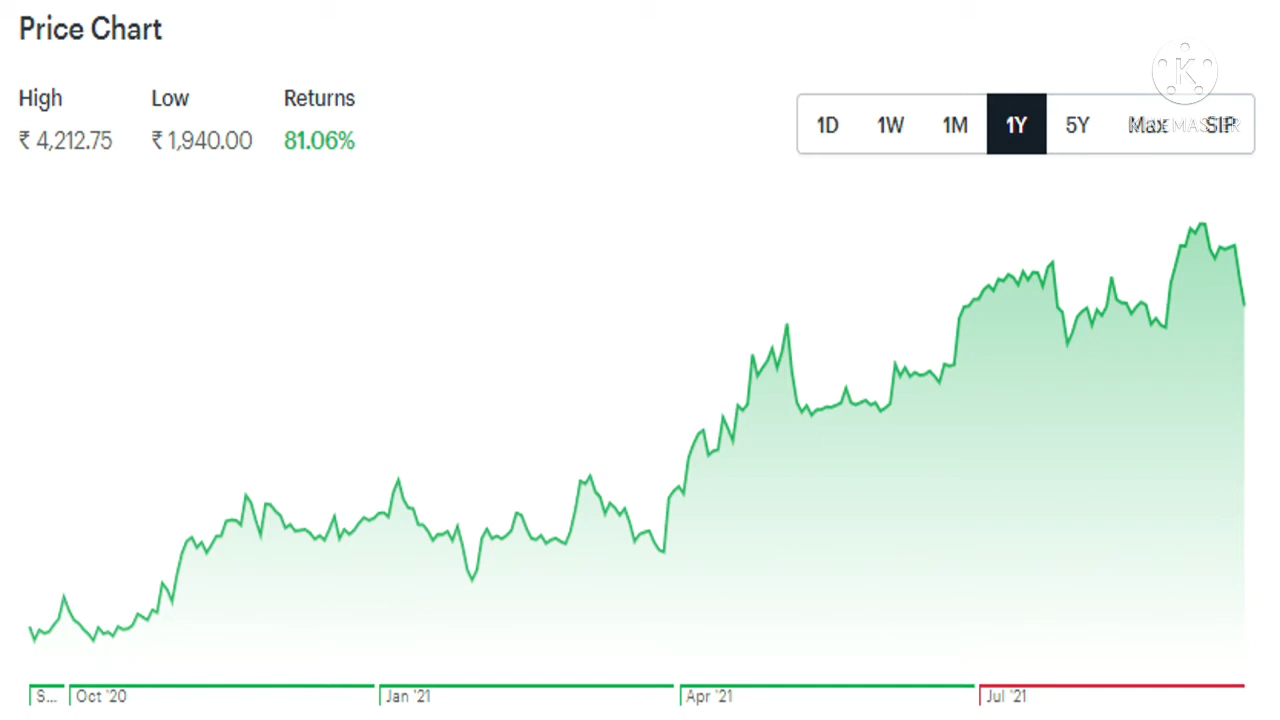 Price Chart
High Low Returns
₹ 4,212.75 ₹ 1,940.00 81.06%
K
1D 1W 1M 1Y 5Y Max SIP
KINEMASTER
S... Oct '20 Jan '21 Apr '21 Jul '21